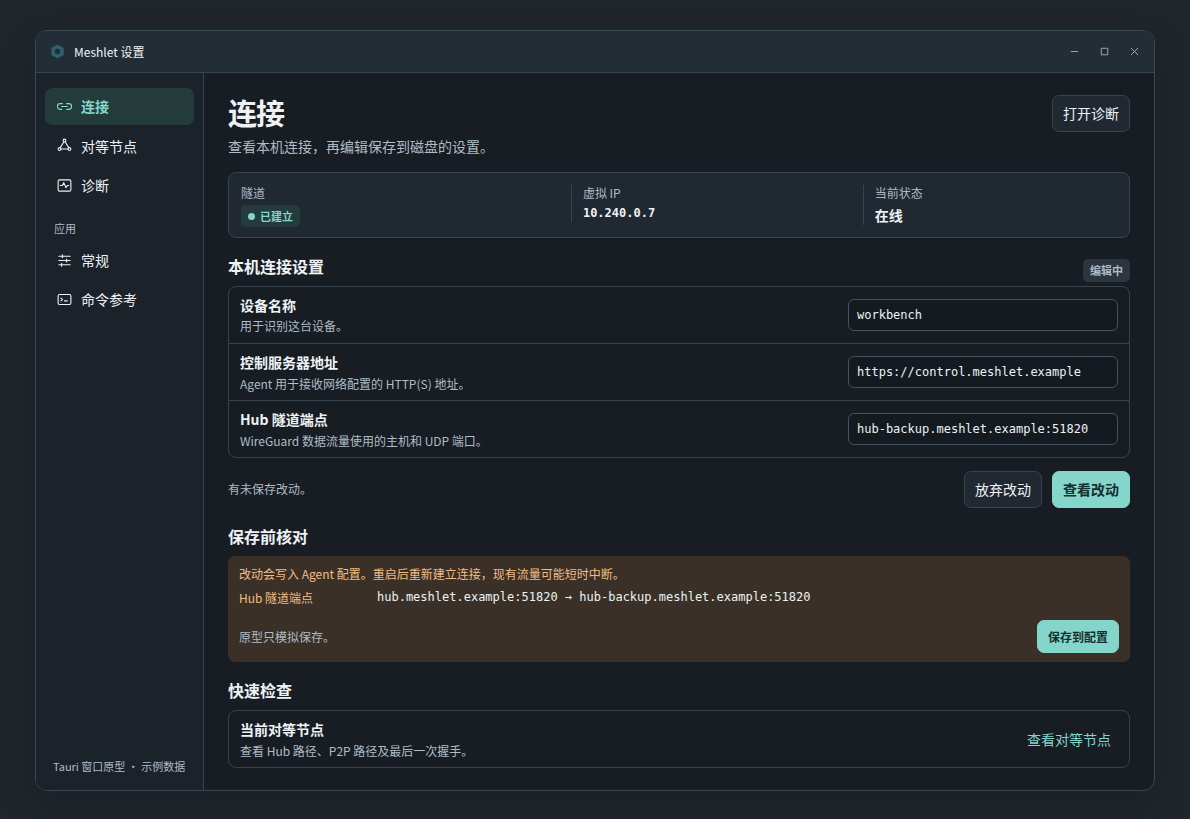 Meshlet 设置
连接
对等节点
诊断
应用
常规
命令参考
Tauri 窗口原型 · 示例数据
连接
打开诊断
查看本机连接，再编辑保存到磁盘的设置。
隧道
已建立
虚拟 IP
10.240.0.7
当前状态
在线
本机连接设置
编辑中
设备名称
用于识别这台设备。
workbench
控制服务器地址
Agent 用于接收网络配置的 HTTP(S) 地址。
https://control.meshlet.example
Hub 隧道端点
WireGuard 数据流量使用的主机和 UDP 端口。
hub-backup.meshlet.example:51820
有未保存改动。
放弃改动
查看改动
保存前核对
改动会写入 Agent 配置。重启后重新建立连接，现有流量可能短时中断。
Hub 隧道端点 hub.meshlet.example:51820 → hub-backup.meshlet.example:51820
原型只模拟保存。
保存到配置
快速检查
当前对等节点
查看 Hub 路径、P2P 路径及最后一次握手。
查看对等节点